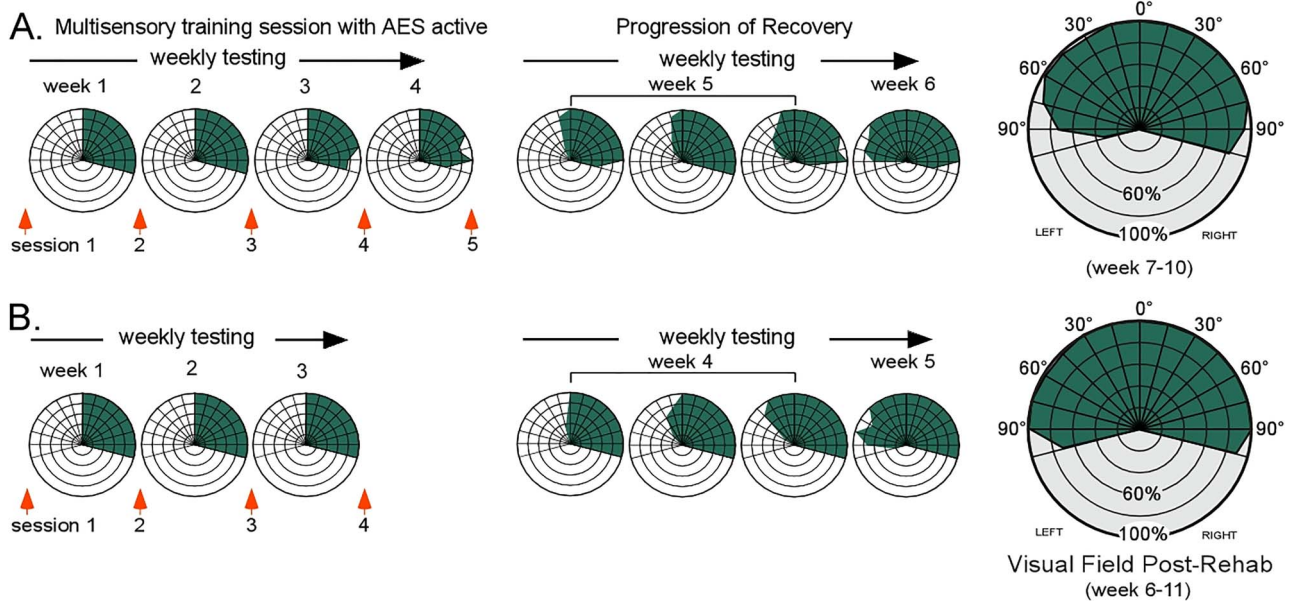 A. Multisensory training session with AES active
weekly testing
week 1 2 3 4
session 1 2 3 4 5
Progression of Recovery
weekly testing
week 5 week 6
0°
30° 30°
60° 60°
90° 90°
60%
LEFT 100% RIGHT
(week 7-10)
B.
weekly testing
week 1 2 3
session 1 2 3 4
weekly testing
week 4 week 5
0°
30° 30°
60° 60°
90° 90°
60%
LEFT 100% RIGHT
Visual Field Post-Rehab
(week 6-11)